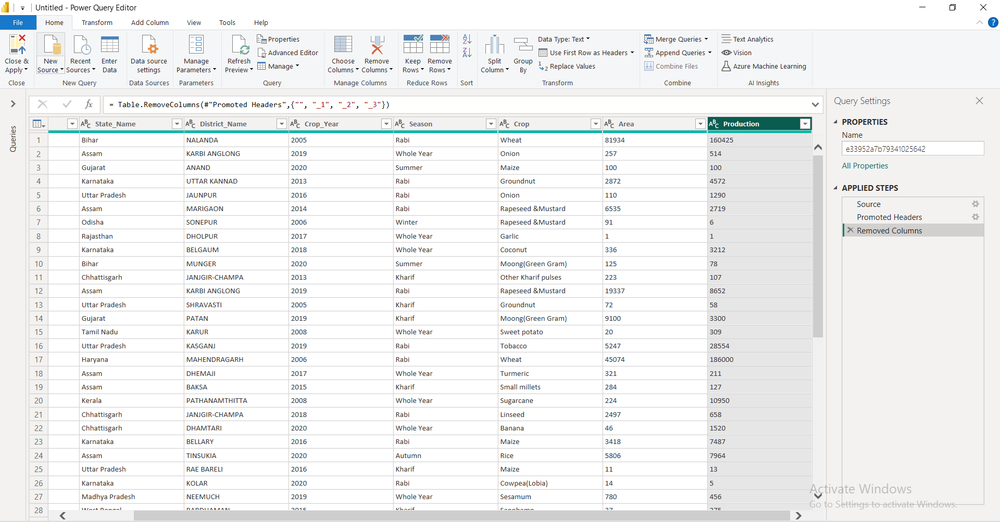 Untitled - Power Query Editor
File Home Transform Add Column View Tools Help
Close & Apply
New Source
Recent Sources
Enter Data
Data source settings
Manage Parameters
Refresh Preview
Properties
Advanced Editor
Manage
Choose Columns
Remove Columns
Keep Rows
Remove Rows
Split Column
Group By
Data Type: Text
Use First Row as Headers
Replace Values
Merge Queries
Append Queries
Combine Files
Text Analytics
Vision
Azure Machine Learning
Close New Query Data Sources Parameters Query Manage Columns Reduce Rows Sort Transform Combine AI Insights
= Table.RemoveColumns(#"Promoted Headers",{"", "_1", "_2", "_3"})
Queries
State_Name District_Name Crop_Year Season Crop Area Production
1 Bihar NALANDA 2005 Rabi Wheat 81934 160425
2 Assam KARBI ANGLONG 2019 Whole Year Onion 257 514
3 Gujarat ANAND 2020 Summer Maize 100 100
4 Karnataka UTTAR KANNAD 2013 Rabi Groundnut 2872 4572
5 Uttar Pradesh JAUNPUR 2016 Rabi Onion 110 1290
6 Assam MARIGAON 2014 Rabi Rapeseed &Mustard 6535 2719
7 Odisha SONEPUR 2006 Winter Rapeseed &Mustard 91 6
8 Rajasthan DHOLPUR 2017 Whole Year Garlic 1 1
9 Karnataka BELGAUM 2018 Whole Year Coconut 336 3212
10 Bihar MUNGER 2020 Summer Moong(Green Gram) 125 78
11 Chhattisgarh JANJGIR-CHAMPA 2013 Kharif Other Kharif pulses 223 107
12 Assam KARBI ANGLONG 2019 Rabi Rapeseed &Mustard 19337 8652
13 Uttar Pradesh SHRAVASTI 2005 Kharif Groundnut 72 58
14 Gujarat PATAN 2019 Kharif Moong(Green Gram) 9100 3300
15 Tamil Nadu KARUR 2008 Whole Year Sweet potato 20 309
16 Uttar Pradesh KASGANJ 2019 Rabi Tobacco 5247 28554
17 Haryana MAHENDRAGARH 2006 Rabi Wheat 45074 186000
18 Assam DHEMAJI 2017 Whole Year Turmeric 321 211
19 Assam BAKSA 2015 Kharif Small millets 284 127
20 Kerala PATHANAMTHITTA 2008 Whole Year Sugarcane 224 10950
21 Chhattisgarh JANJGIR-CHAMPA 2018 Rabi Linseed 2497 658
22 Chhattisgarh DHAMTARI 2020 Whole Year Banana 46 1520
23 Karnataka BELLARY 2016 Rabi Maize 3418 7487
24 Assam TINSUKIA 2020 Autumn Rice 5806 7964
25 Uttar Pradesh RAE BARELI 2016 Kharif Maize 11 13
26 Karnataka KOLAR 2020 Rabi Cowpea(Lobia) 14 5
27 Madhya Pradesh NEEMUCH 2019 Whole Year Sesamum 780 456
28
Query Settings
PROPERTIES
Name
e33952a7b79341025642
All Properties
APPLIED STEPS
Source
Promoted Headers
Removed Columns
Activate Windows
Go to Settings to activate Windows.